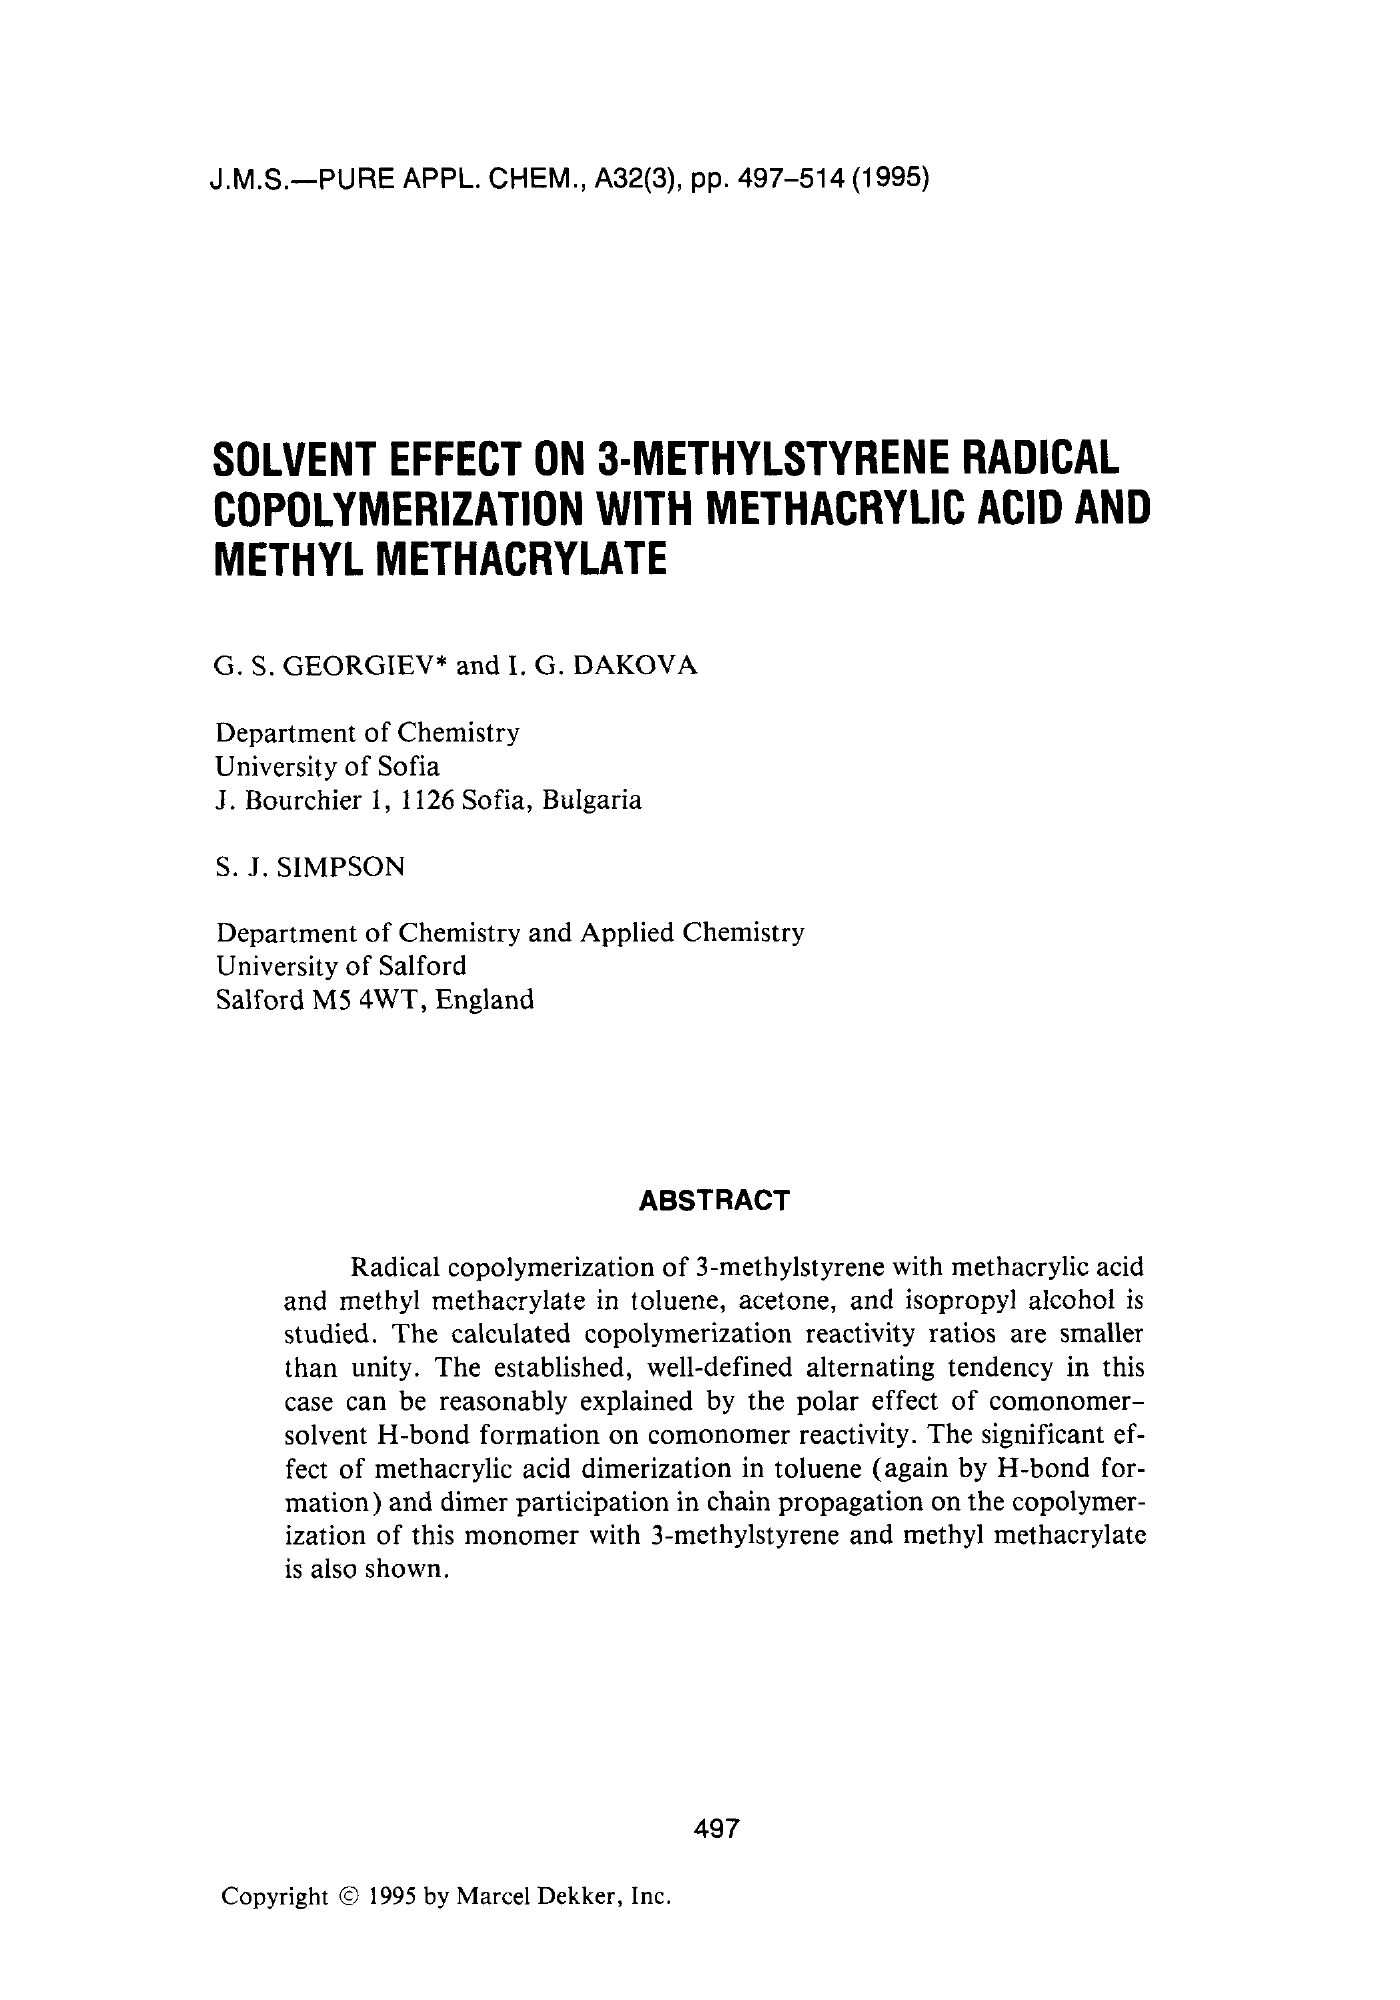 J.M.S.—PURE APPL. CHEM., A32(3), pp. 497–514 (1995)
SOLVENT EFFECT ON 3-METHYLSTYRENE RADICAL
COPOLYMERIZATION WITH METHACRYLIC ACID AND
METHYL METHACRYLATE
G. S. GEORGIEV* and I. G. DAKOVA
Department of Chemistry
University of Sofia
J. Bourchier 1, 1126 Sofia, Bulgaria
S. J. SIMPSON
Department of Chemistry and Applied Chemistry
University of Salford
Salford M5 4WT, England
ABSTRACT
Radical copolymerization of 3-methylstyrene with methacrylic acid
and methyl methacrylate in toluene, acetone, and isopropyl alcohol is
studied. The calculated copolymerization reactivity ratios are smaller
than unity. The established, well-defined alternating tendency in this
case can be reasonably explained by the polar effect of comonomer–
solvent H-bond formation on comonomer reactivity. The significant ef-
fect of methacrylic acid dimerization in toluene (again by H-bond for-
mation) and dimer participation in chain propagation on the copolymer-
ization of this monomer with 3-methylstyrene and methyl methacrylate
is also shown.
497
Copyright © 1995 by Marcel Dekker, Inc.